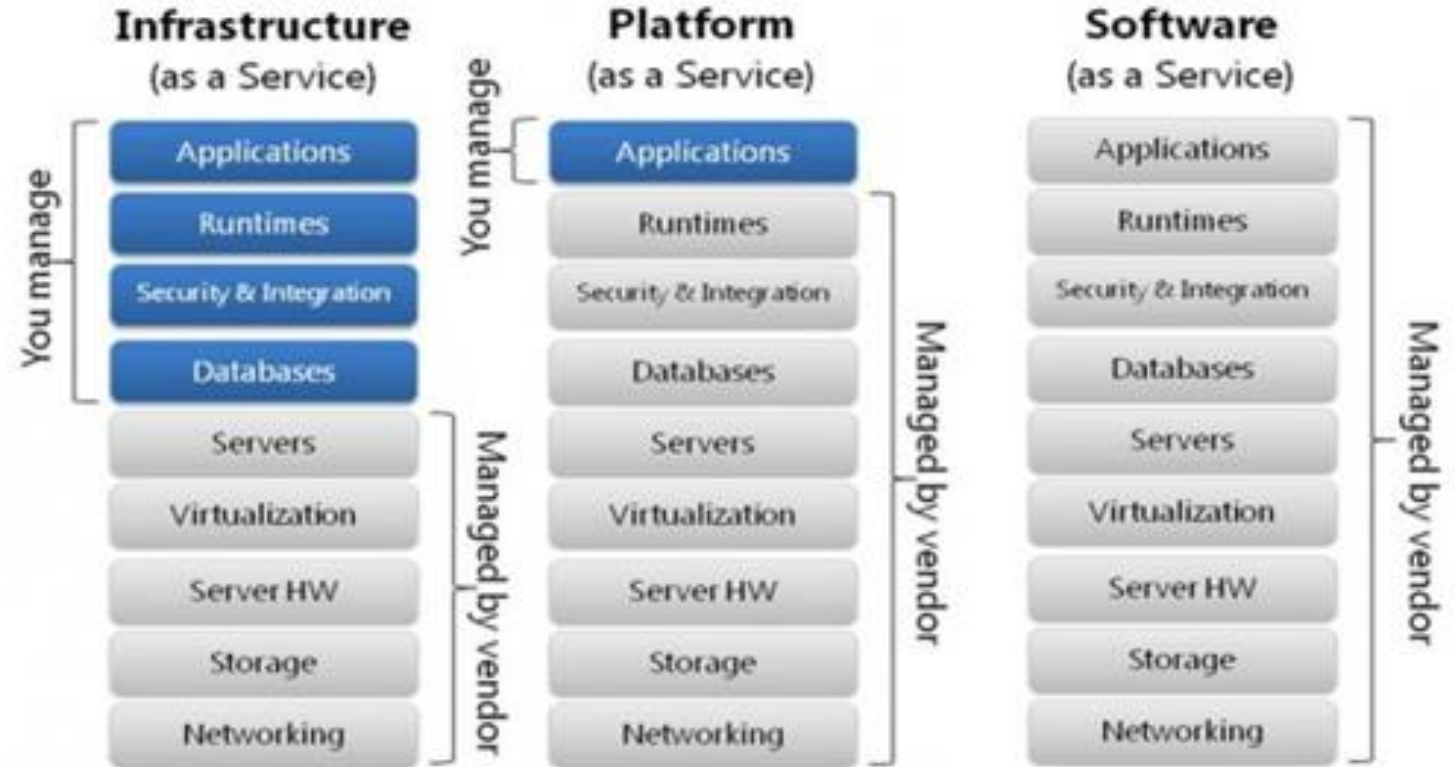 Infrastructure
(as a Service)
You manage
Applications
Runtimes
Security & Integration
Databases
Servers
Virtualization
Server HW
Storage
Networking
Managed by vendor
Platform
(as a Service)
You manage
Applications
Runtimes
Security & Integration
Databases
Servers
Virtualization
Server HW
Storage
Networking
Managed by vendor
Software
(as a Service)
Applications
Runtimes
Security & Integration
Databases
Servers
Virtualization
Server HW
Storage
Networking
Managed by vendor